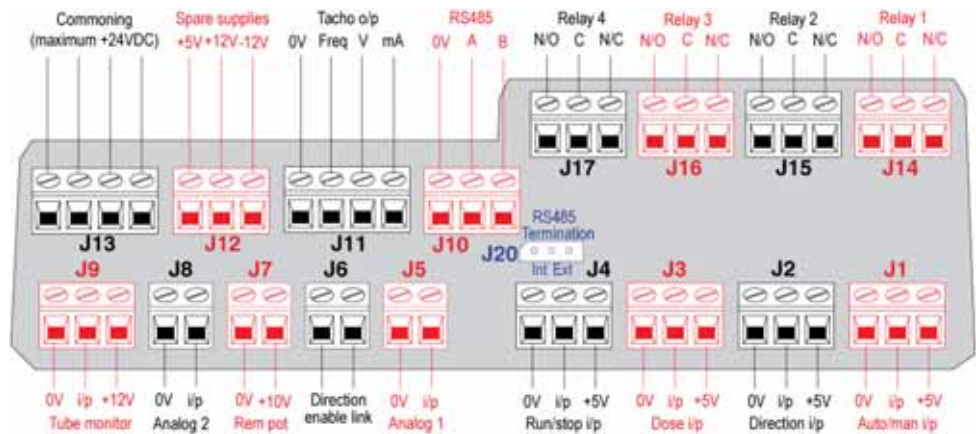 Commoning Spare supplies Tacho o/p RS485 Relay 4 Relay 3 Relay 2 Relay 1
(maximum +24VDC) +5V +12V -12V 0V Freq V mA 0V A B N/O C N/C N/O C N/C N/O C N/C N/O C N/C
J17 J16 J15 J14
J13 J12 J11 J10
RS485
Termination
J20
Int Ext
J9 J8 J7 J6 J5 J4 J3 J2 J1
0V i/p +12V 0V i/p 0V +10V Direction 0V i/p 0V i/p +5V 0V i/p +5V 0V i/p +5V 0V i/p +5V
Tube monitor Analog 2 Rem pot enable link Analog 1 Run/stop i/p Dose i/p Direction i/p Auto/man i/p